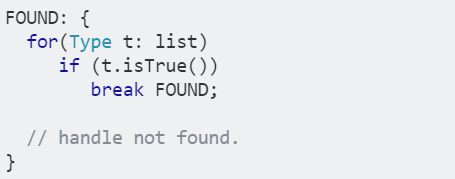 FOUND: {
  for(Type t: list)
     if (t.isTrue())
        break FOUND;

  // handle not found.
}